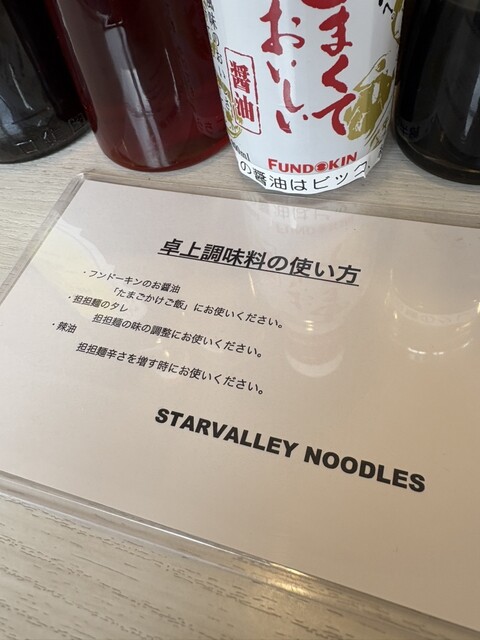 うまくて
おいしい
醤油
FUNDOKIN
の醤油はピッコ
卓上調味料の使い方
・フンドーキンのお醤油
「たまごかけご飯」にお使いください。
・担担麺のタレ
担担麺の味の調整にお使いください。
・辣油
担担麺辛さを増す時にお使いください。
STARVALLEY NOODLES